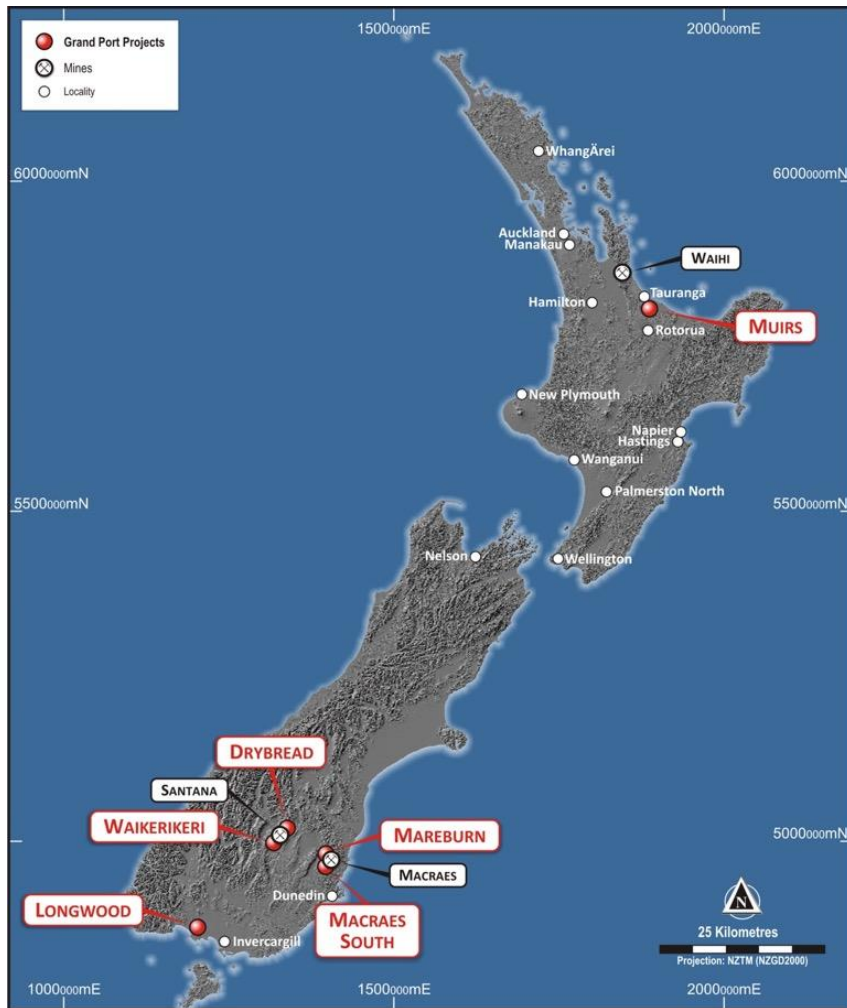 1500000mE
2000000mE
Grand Port Projects
Mines
Locality
WhangÄrei
6000000mN
6000000mN
Auckland
Manakau
WAIHI
Tauranga
Hamilton
MUIRS
Rotorua
New Plymouth
Napier
Hastings
Wanganui
Palmerston North
5500000mN
5500000mN
Nelson
Wellington
DRYBREAD
SANTANA
WAIKERIKERI
MAREBURN
5000000mN
MACRAES
Dunedin
LONGWOOD
MACRAES
SOUTH
N
25 Kilometres
Invercargill
Projection: NZTM (NZGD2000)
1000000mE
1500000mE
2000000mE